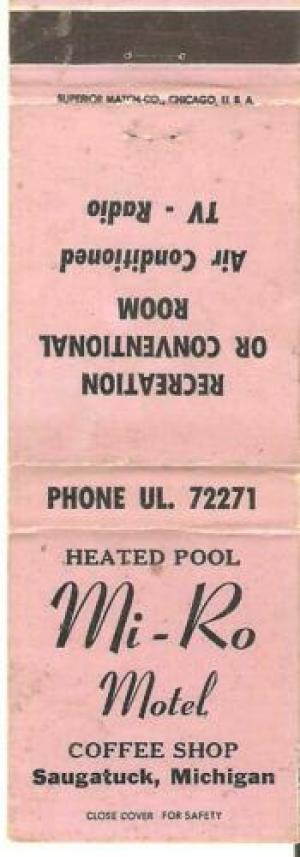 SUPERIOR MATCH CO., CHICAGO, U. S. A.
RECREATION
OR CONVENTIONAL
ROOM
Air Conditioned
TV - Radio
PHONE UL. 72271
HEATED POOL
Mi-Ro
Motel
COFFEE SHOP
Saugatuck, Michigan
CLOSE COVER FOR SAFETY